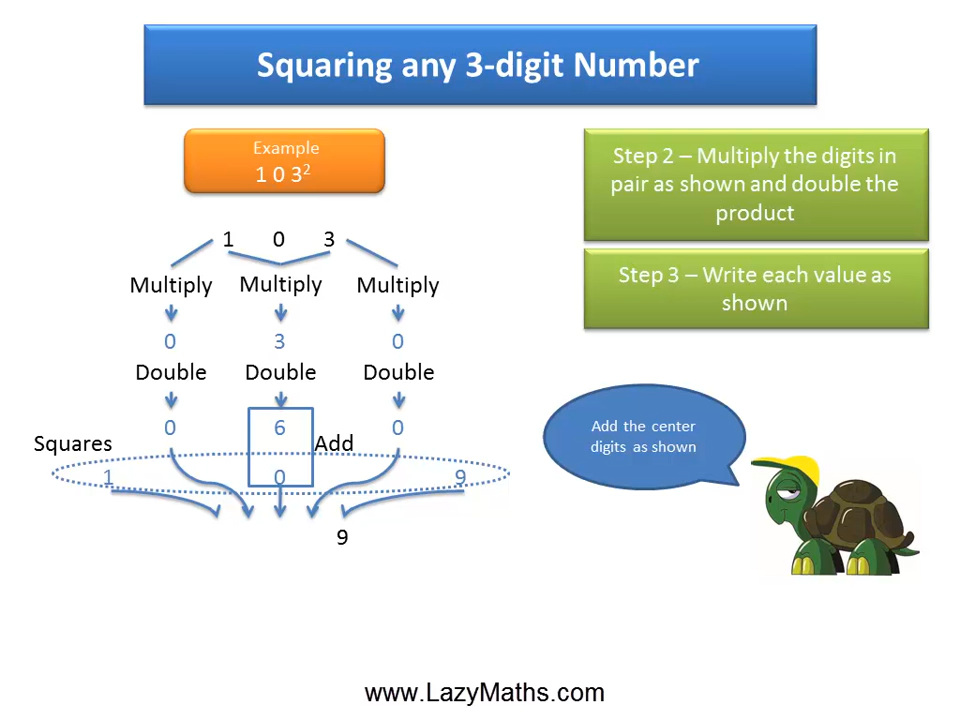 Squaring any 3-digit Number
Example
1 0 3²
Step 2 – Multiply the digits in
pair as shown and double the
product
Step 3 – Write each value as
shown
1 0 3
Multiply Multiply Multiply
0 3 0
Double Double Double
0 6 0
Squares Add
1 0 9
9
Add the center
digits as shown
www.LazyMaths.com